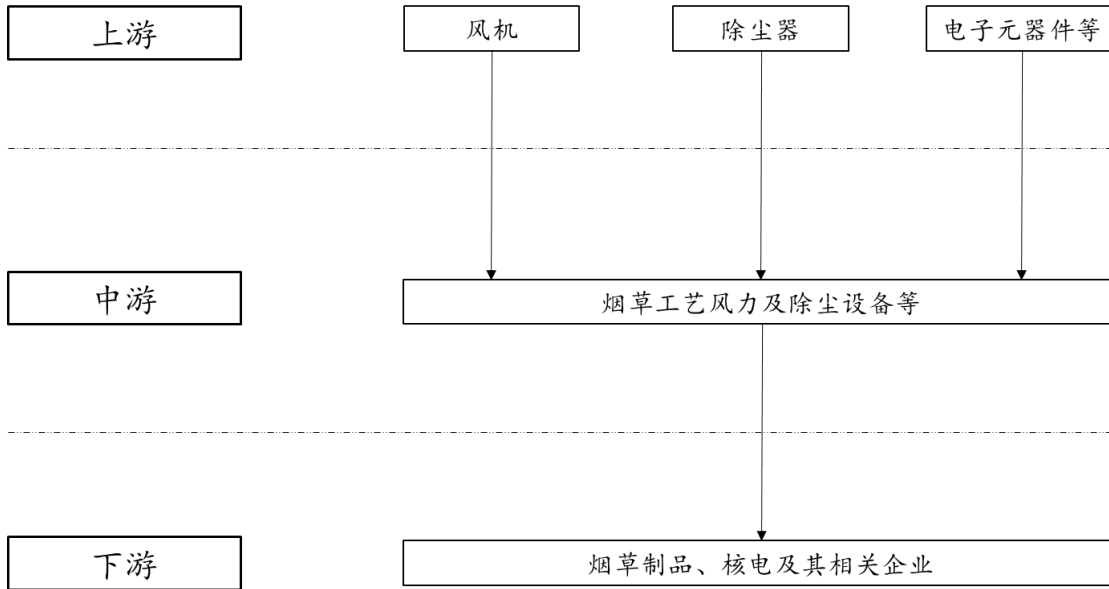 上游
风机
除尘器
电子元器件等
中游
烟草工艺风力及除尘设备等
下游
烟草制品、核电及其相关企业